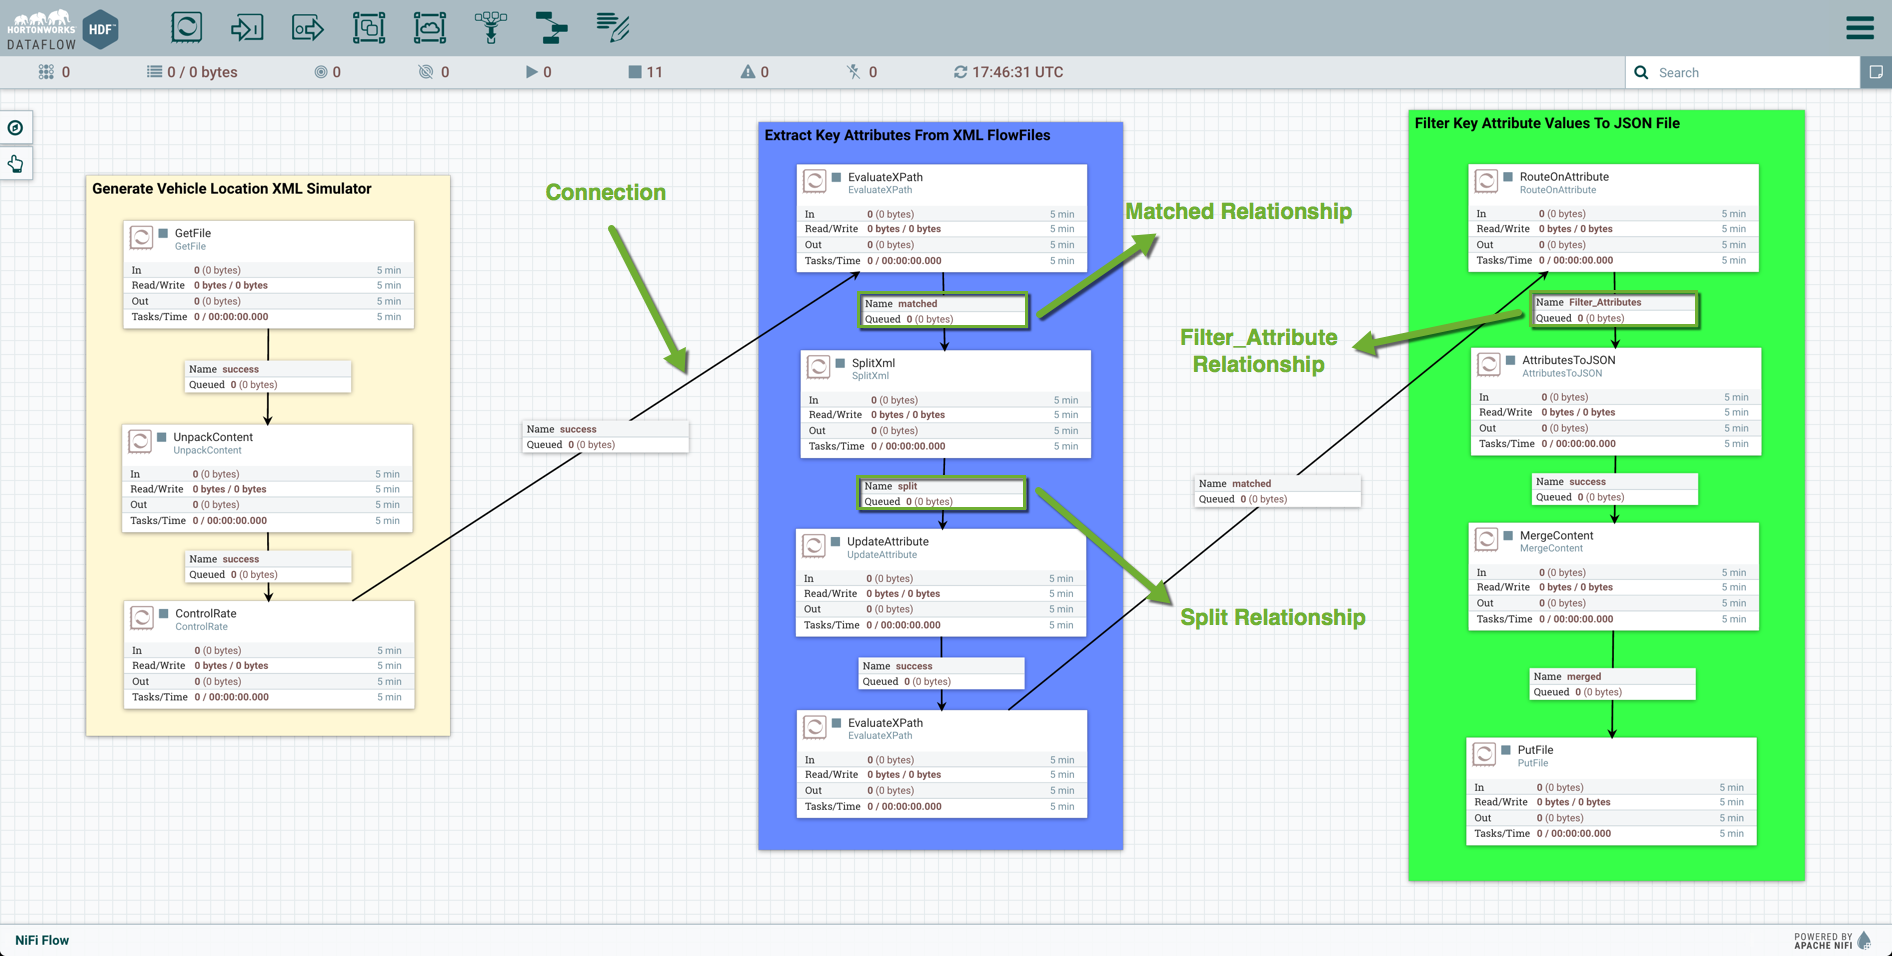 HORTONWORKS
DATAFLOW
HDF™
0
0 / 0 bytes
0
0
0
11
0
0
17:46:31 UTC
Search
Generate Vehicle Location XML Simulator
GetFile
GetFile
In 0 (0 bytes) 5 min
Read/Write 0 bytes / 0 bytes
Out 0 (0 bytes) 5 min
Tasks/Time 0 / 00:00:00.000 5 min
Name success
Queued 0 (0 bytes)
UnpackContent
UnpackContent
In 0 (0 bytes) 5 min
Read/Write 0 bytes / 0 bytes 5 min
Out 0 (0 bytes) 5 min
Tasks/Time 0 / 00:00:00.000 5 min
Name success
Queued 0 (0 bytes)
ControlRate
ControlRate
In 0 (0 bytes) 5 min
Read/Write 0 bytes / 0 bytes 5 min
Out 0 (0 bytes) 5 min
Tasks/Time 0 / 00:00:00.000 5 min
Connection
Name success
Queued 0 (0 bytes)
Extract Key Attributes From XML FlowFiles
EvaluateXPath
EvaluateXPath
In 0 (0 bytes) 5 min
Read/Write 0 bytes / 0 bytes 5 min
Out 0 (0 bytes) 5 min
Tasks/Time 0 / 00:00:00.000 5 min
Name matched
Queued 0 (0 bytes)
SplitXml
SplitXml
In 0 (0 bytes) 5 min
Read/Write 0 bytes / 0 bytes 5 min
Out 0 (0 bytes) 5 min
Tasks/Time 0 / 00:00:00.000 5 min
Name split
Queued 0 (0 bytes)
UpdateAttribute
UpdateAttribute
In 0 (0 bytes) 5 min
Read/Write 0 bytes / 0 bytes 5 min
Out 0 (0 bytes) 5 min
Tasks/Time 0 / 00:00:00.000 5 min
Name success
Queued 0 (0 bytes)
EvaluateXPath
EvaluateXPath
In 0 (0 bytes) 5 min
Read/Write 0 bytes / 0 bytes 5 min
Out 0 (0 bytes) 5 min
Tasks/Time 0 / 00:00:00.000 5 min
Matched Relationship
Filter_Attribute
Relationship
Name matched
Queued 0 (0 bytes)
Split Relationship
Filter Key Attribute Values To JSON File
RouteOnAttribute
RouteOnAttribute
In 0 (0 bytes) 5 min
Read/Write 0 bytes / 0 bytes 5 min
Out 0 (0 bytes) 5 min
Tasks/Time 0 / 00:00:00.000 5 min
Name Filter_Attributes
Queued 0 (0 bytes)
AttributesToJSON
AttributesToJSON
In 0 (0 bytes) 5 min
Read/Write 0 bytes / 0 bytes 5 min
Out 0 (0 bytes) 5 min
Tasks/Time 0 / 00:00:00.000 5 min
Name success
Queued 0 (0 bytes)
MergeContent
MergeContent
In 0 (0 bytes) 5 min
Read/Write 0 bytes / 0 bytes 5 min
Out 0 (0 bytes) 5 min
Tasks/Time 0 / 00:00:00.000 5 min
Name merged
Queued 0 (0 bytes)
PutFile
PutFile
In 0 (0 bytes) 5 min
Read/Write 0 bytes / 0 bytes 5 min
Out 0 (0 bytes) 5 min
Tasks/Time 0 / 00:00:00.000 5 min
NiFi Flow
POWERED BY
APACHE NIFI